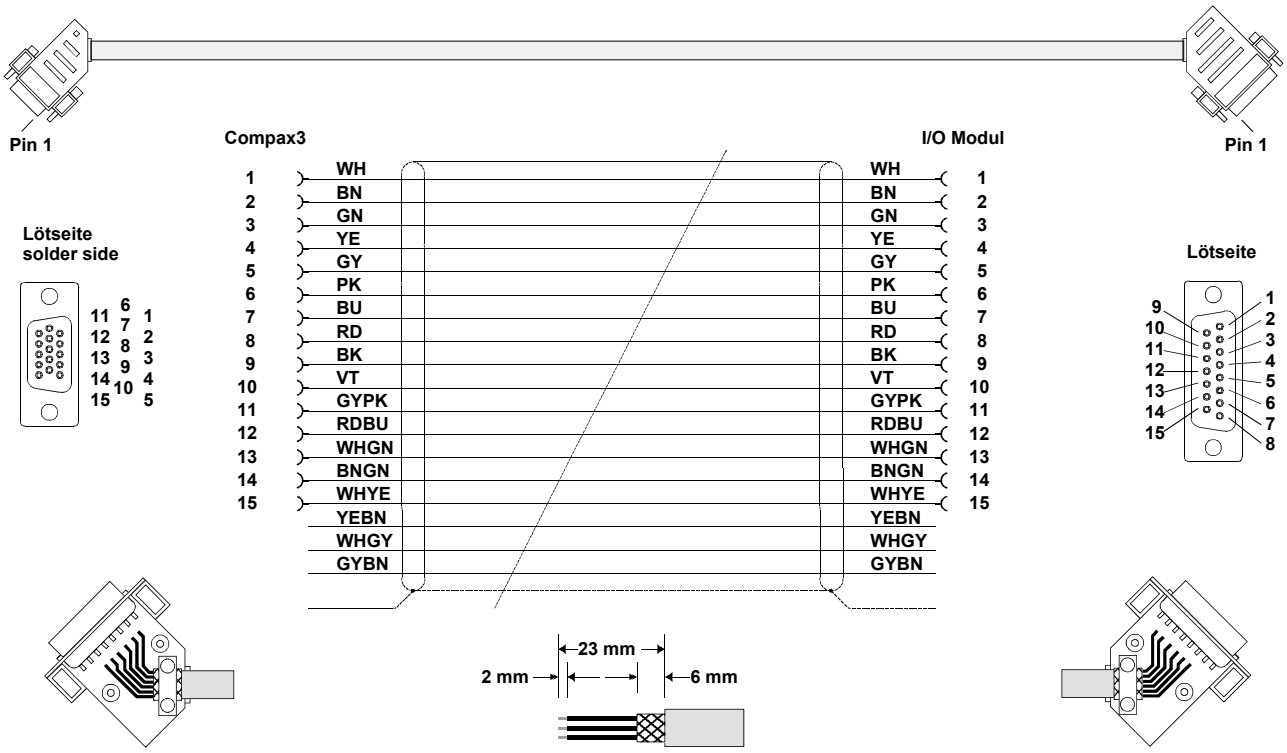 Pin 1
Pin 1
Compax3
I/O Modul
1 WH WH 1
2 BN BN 2
3 GN GN 3
4 YE YE 4
5 GY GY 5
6 PK PK 6
7 BU BU 7
8 RD RD 8
9 BK BK 9
10 VT VT 10
11 GYPK GYPK 11
12 RDBU RDBU 12
13 WHGN WHGN 13
14 BNGN BNGN 14
15 WHYE WHYE 15
YEBN YEBN
WHGY WHGY
GYBN GYBN
Lötseite
solder side
6
11 1
7
12 2
8
13 3
9
14 4
10
15 5
Lötseite
1
9
2
10
3
11
4
12
5
13
6
14
7
15
8
23 mm
2 mm
6 mm